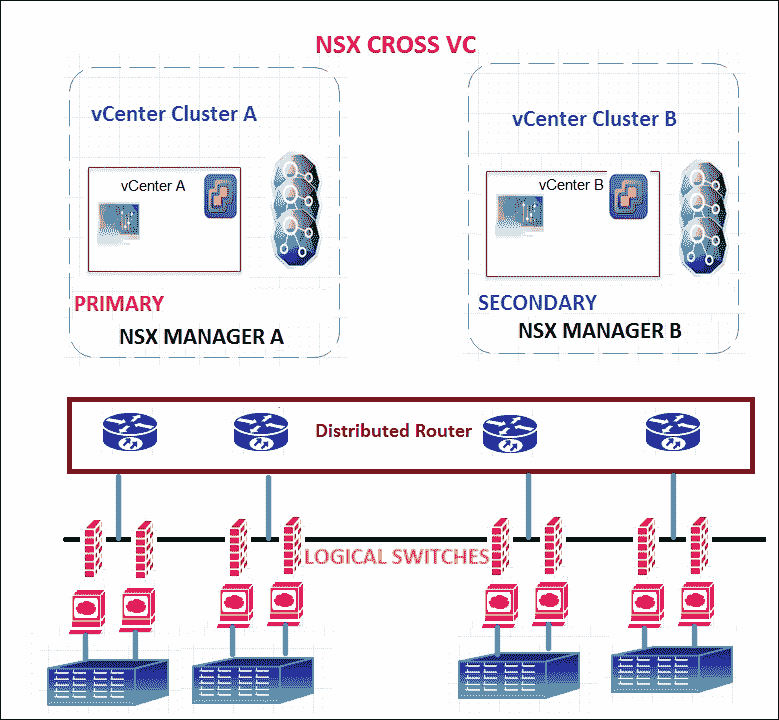 NSX CROSS VC
vCenter Cluster A
vCenter Cluster B
vCenter A
vCenter B
PRIMARY
SECONDARY
NSX MANAGER A
NSX MANAGER B
Distributed Router
LOGICAL SWITCHES